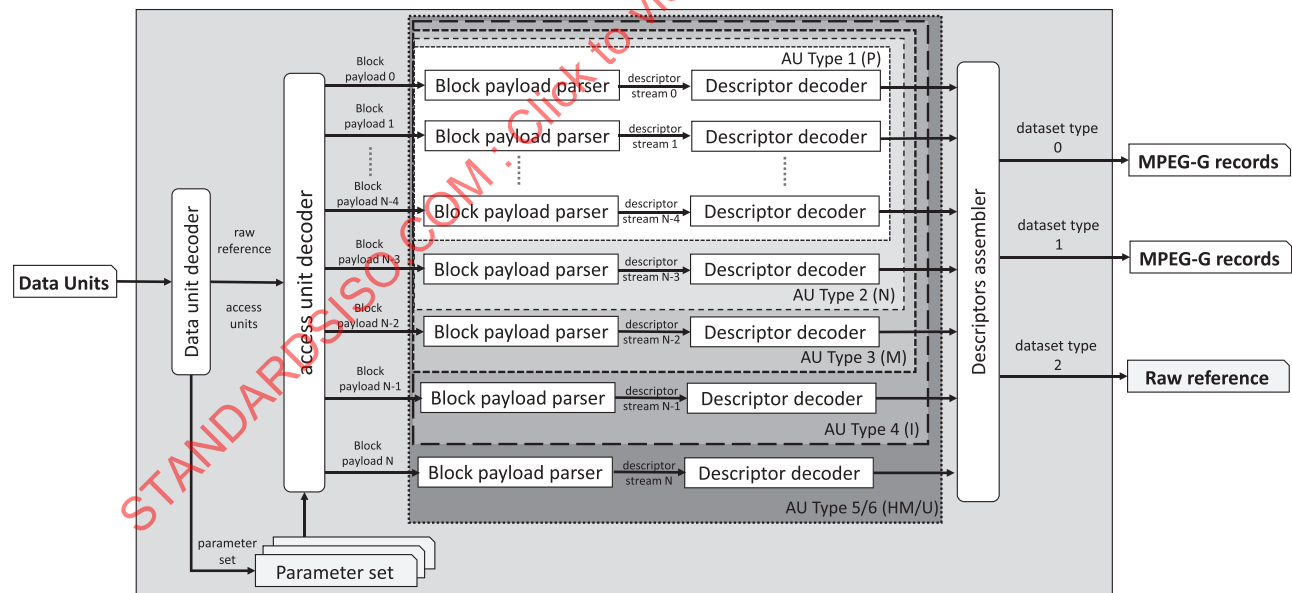 Data Units
Data unit decoder
raw
reference
access
units
parameter
set
Parameter set
access unit decoder
AU Type 1 (P)
Block
payload 0
Block payload parser
descriptor
stream 0
Descriptor decoder
Block
payload 1
Block payload parser
descriptor
stream 1
Descriptor decoder
Block
payload N-4
Block payload parser
descriptor
stream N-4
Descriptor decoder
Block
payload N-3
Block payload parser
descriptor
stream N-3
Descriptor decoder
AU Type 2 (N)
Block
payload N-2
Block payload parser
descriptor
stream N-2
Descriptor decoder
AU Type 3 (M)
Block
payload N-1
Block payload parser
descriptor
stream N-1
Descriptor decoder
AU Type 4 (I)
Block
payload N
Block payload parser
descriptor
stream N
Descriptor decoder
AU Type 5/6 (HM/U)
Descriptors assembler
dataset type
0
MPEG-G records
dataset type
1
MPEG-G records
dataset type
2
Raw reference
STANDARDSISO.COM : Click to